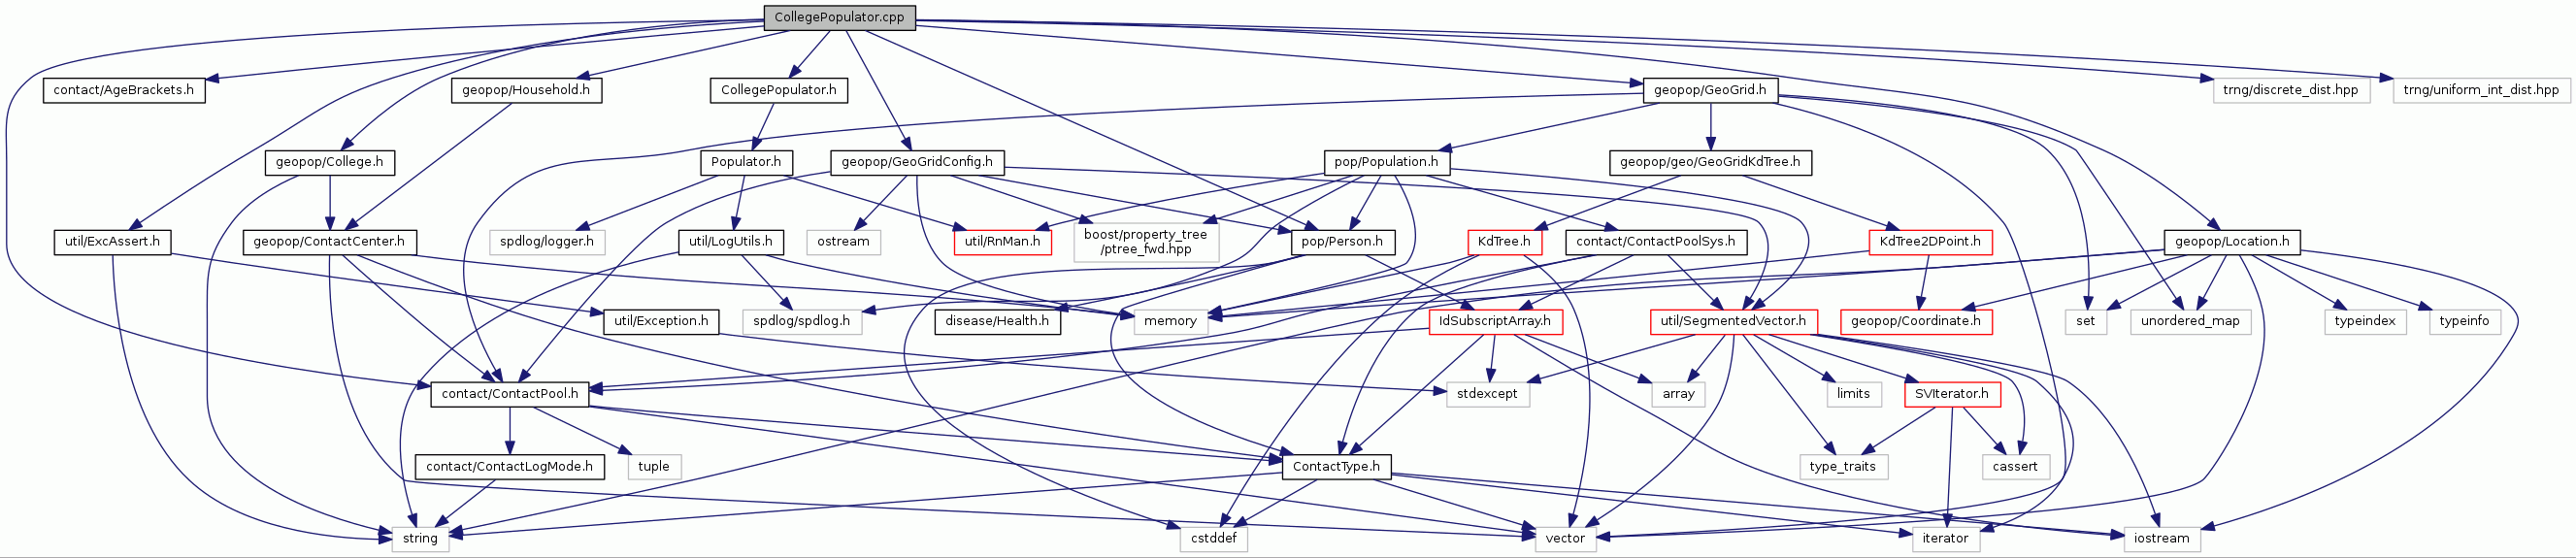 CollegePopulator.cpp
contact/AgeBrackets.h
geopop/Household.h
CollegePopulator.h
geopop/GeoGrid.h
trng/discrete_dist.hpp
trng/uniform_int_dist.hpp
geopop/College.h
Populator.h
geopop/GeoGridConfig.h
pop/Population.h
geopop/geo/GeoGridKdTree.h
util/ExcAssert.h
geopop/ContactCenter.h
spdlog/logger.h
util/LogUtils.h
ostream
util/RnMan.h
boost/property_tree
/ptree_fwd.hpp
pop/Person.h
KdTree.h
contact/ContactPoolSys.h
KdTree2DPoint.h
geopop/Location.h
util/Exception.h
spdlog/spdlog.h
disease/Health.h
memory
IdSubscriptArray.h
util/SegmentedVector.h
geopop/Coordinate.h
set
unordered_map
typeindex
typeinfo
contact/ContactPool.h
stdexcept
array
limits
SVIterator.h
contact/ContactLogMode.h
tuple
ContactType.h
type_traits
cassert
string
cstddef
vector
iterator
iostream